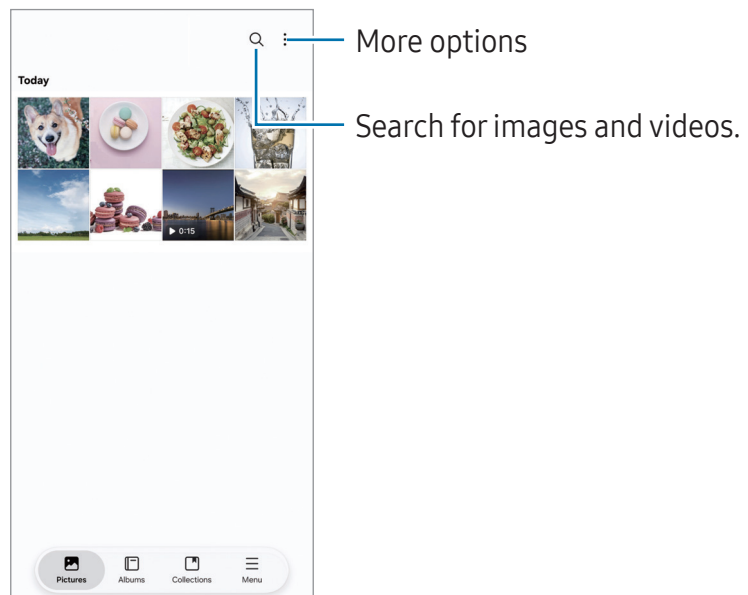 More options
Today
Search for images and videos.
0:15
Pictures Albums Collections Menu